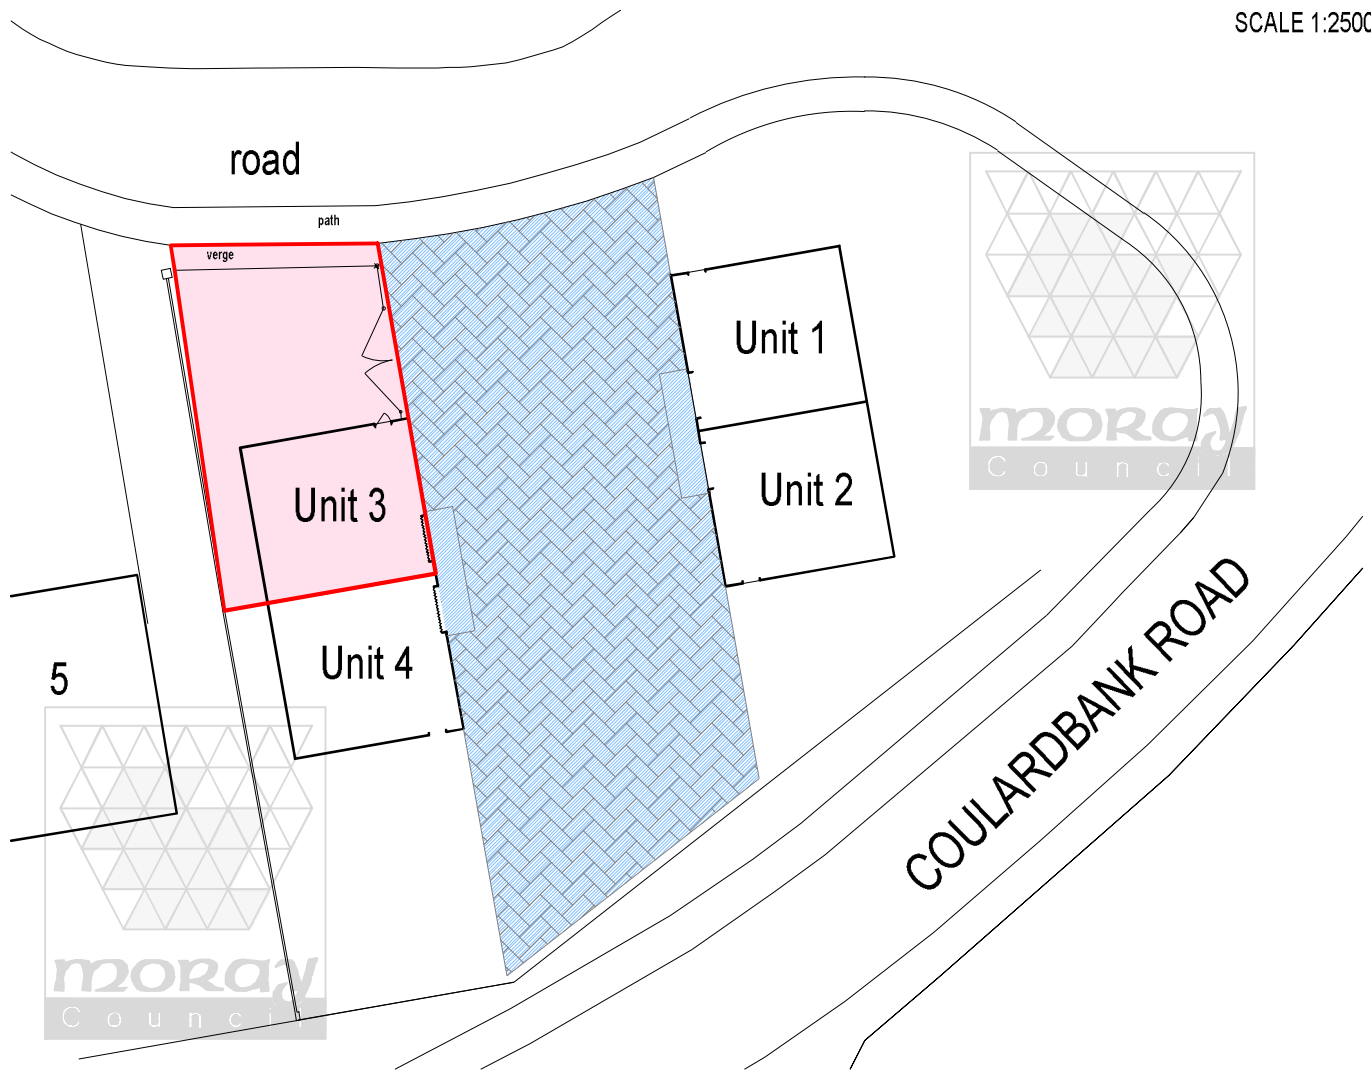 SCALE 1:2500
road
path
verge
Unit 1
Unit 2
Unit 3
Unit 4
5
COULARDBANK ROAD
moray
Council
moray
Council